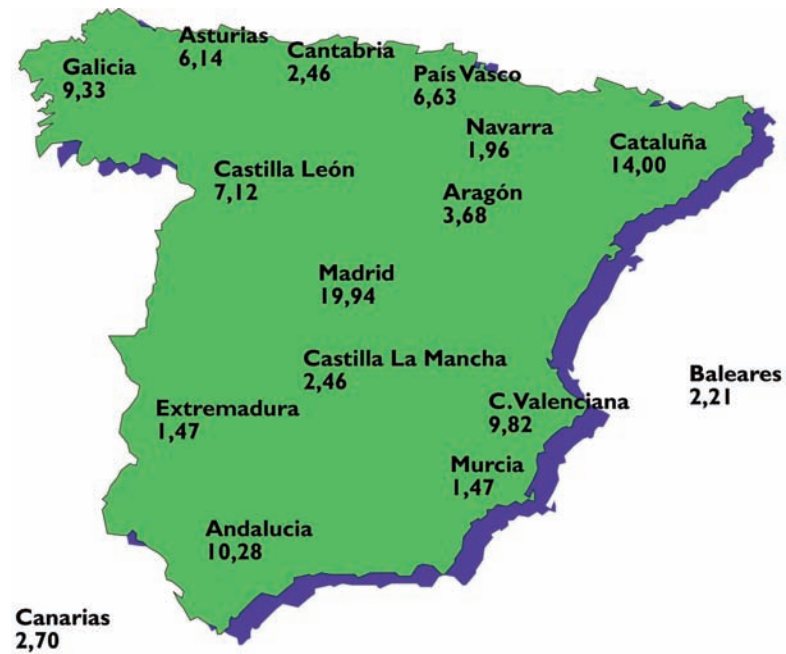 Asturias
6,14
Cantabria
2,46
Galicia
9,33
País Vasco
6,63
Navarra
1,96
Cataluña
14,00
Castilla León
7,12
Aragón
3,68
Madrid
19,94
Castilla La Mancha
2,46
Baleares
2,21
Extremadura
1,47
C.Valenciana
9,82
Murcia
1,47
Andalucia
10,28
Canarias
2,70